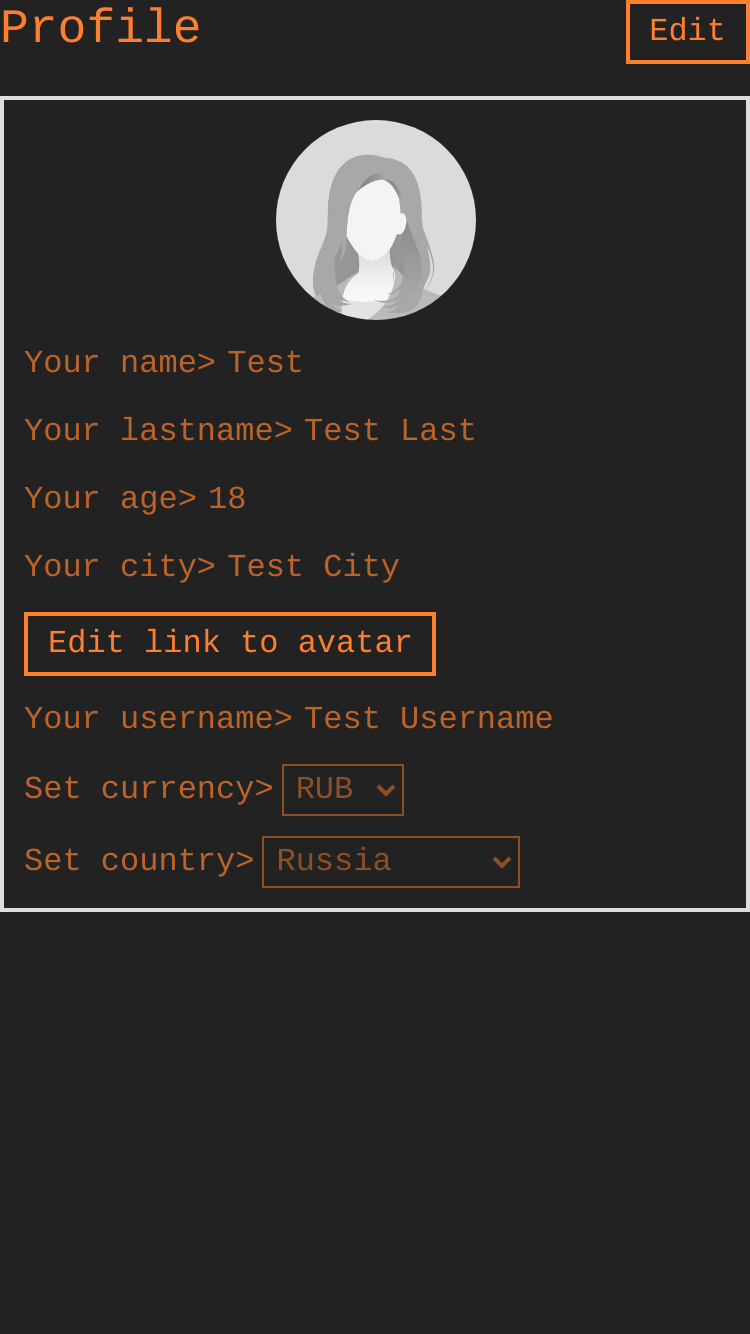 Profile
Edit
Your name> Test
Your lastname> Test Last
Your age> 18
Your city> Test City
Edit link to avatar
Your username> Test Username
Set currency> RUB
Set country> Russia